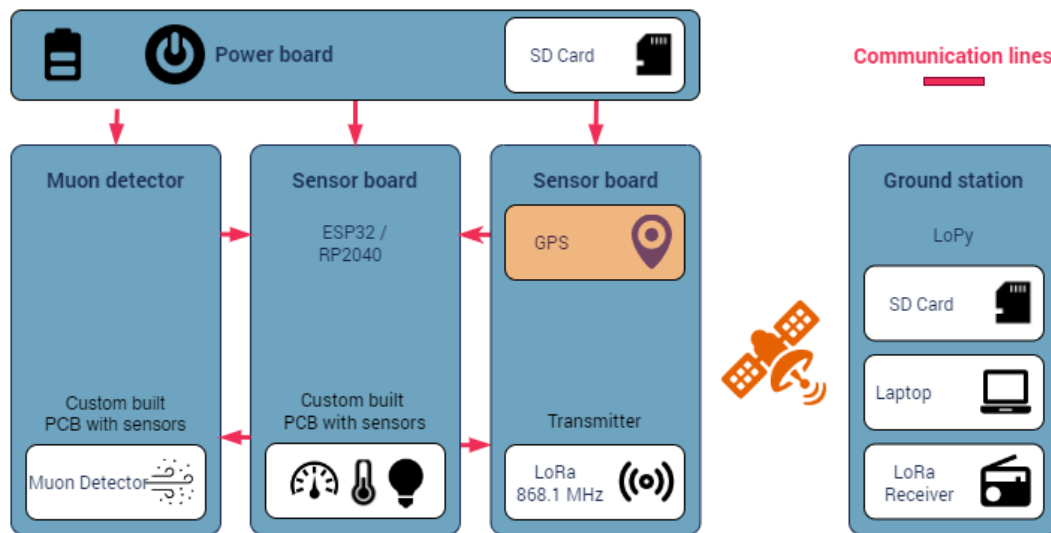 Power board
SD Card
Communication lines
Muon detector
Sensor board
Sensor board
Ground station
ESP32 /
RP2040
GPS
LoPy
SD Card
Laptop
Custom built
PCB with sensors
Custom built
PCB with sensors
Transmitter
Muon Detector
LoRa
868.1 MHz
LoRa
Receiver